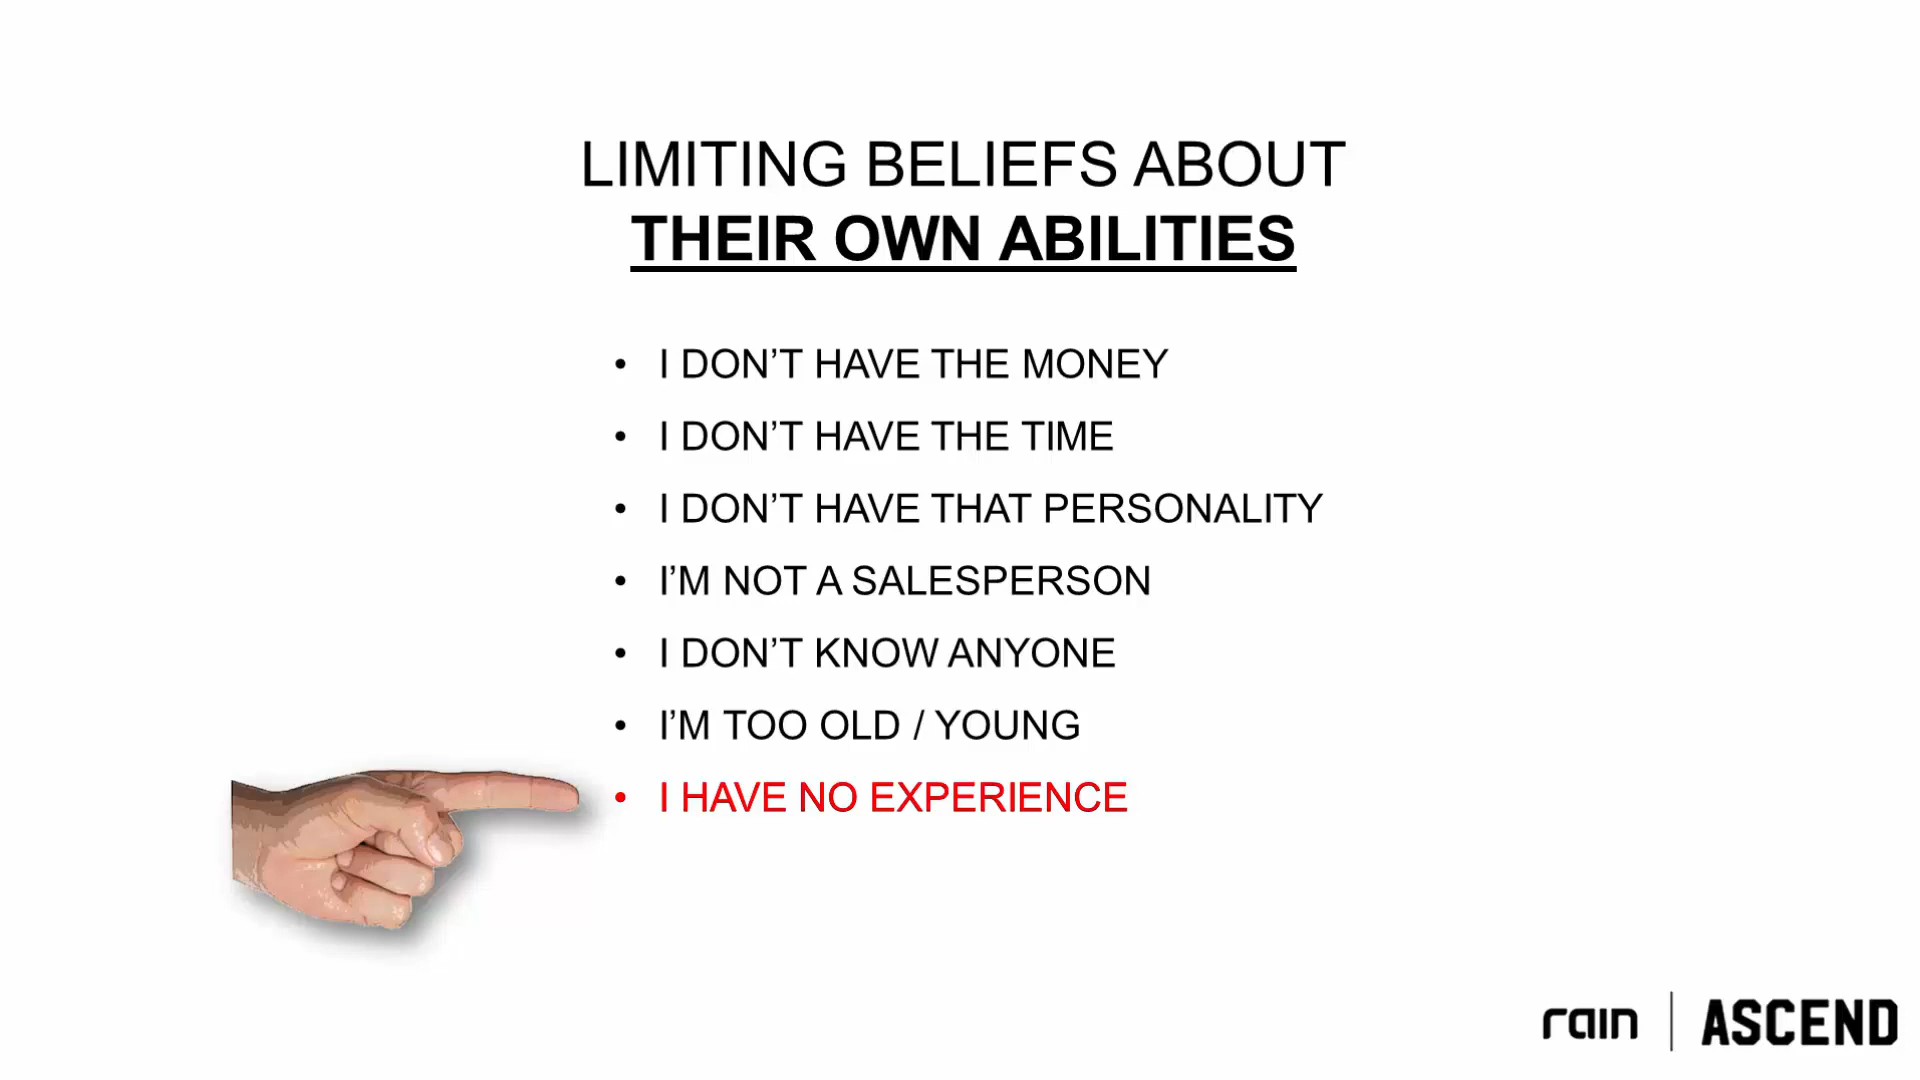 LIMITING BELIEFS ABOUT
THEIR OWN ABILITIES
• I DON’T HAVE THE MONEY
• I DON’T HAVE THE TIME
• I DON’T HAVE THAT PERSONALITY
• I’M NOT A SALESPERSON
• I DON’T KNOW ANYONE
• I’M TOO OLD / YOUNG
• I HAVE NO EXPERIENCE
rain | ASCEND